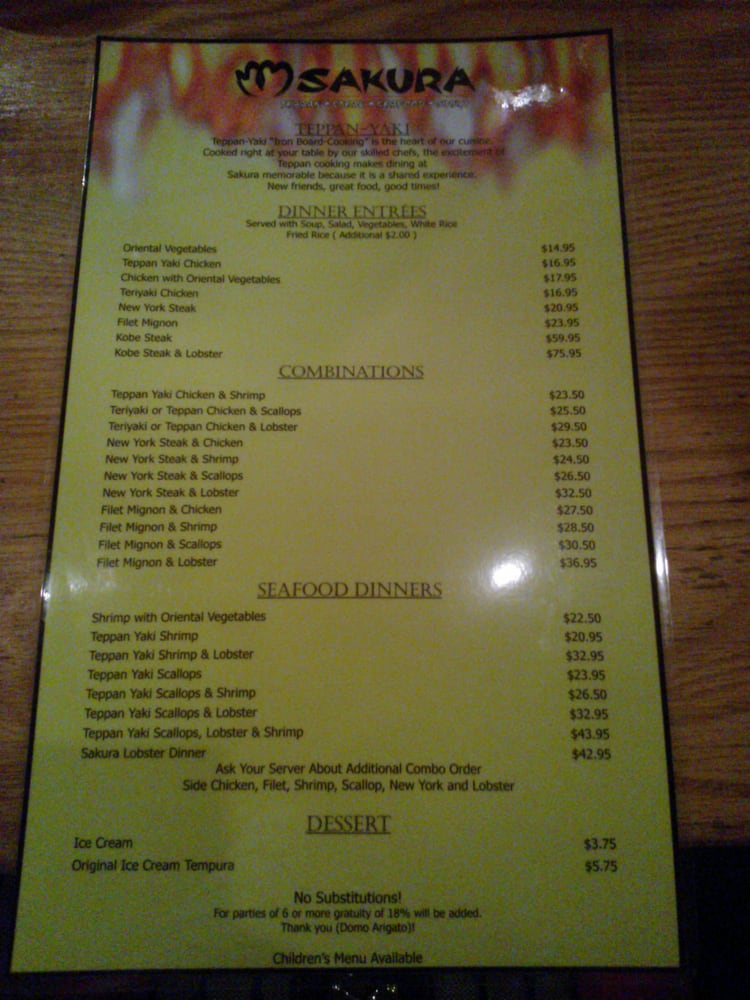 SAKURA
TEPPAN-YAKI
Teppan-Yaki "Iron Board-Cooking" is the heart of our cuisine.
Cooked right at your table by our skilled chefs, the excitement of
Teppan cooking makes dining at
Sakura memorable because it is a shared experience.
New friends, great food, good times!
DINNER ENTRÉES
Served with Soup, Salad, Vegetables, White Rice
Fried Rice ( Additional $2.00 )
Oriental Vegetables $14.95
Teppan Yaki Chicken $16.95
Chicken with Oriental Vegetables $17.95
Teriyaki Chicken $16.95
New York Steak $20.95
Filet Mignon $23.95
Kobe Steak $59.95
Kobe Steak & Lobster $75.95
COMBINATIONS
Teppan Yaki Chicken & Shrimp $23.50
Teriyaki or Teppan Chicken & Scallops $25.50
Teriyaki or Teppan Chicken & Lobster $29.50
New York Steak & Chicken $23.50
New York Steak & Shrimp $24.50
New York Steak & Scallops $26.50
New York Steak & Lobster $32.50
Filet Mignon & Chicken $27.50
Filet Mignon & Shrimp $28.50
Filet Mignon & Scallops $30.50
Filet Mignon & Lobster $36.95
SEAFOOD DINNERS
Shrimp with Oriental Vegetables $22.50
Teppan Yaki Shrimp $20.95
Teppan Yaki Shrimp & Lobster $32.95
Teppan Yaki Scallops $23.95
Teppan Yaki Scallops & Shrimp $26.50
Teppan Yaki Scallops & Lobster $32.95
Teppan Yaki Scallops, Lobster & Shrimp $43.95
Sakura Lobster Dinner $42.95
Ask Your Server About Additional Combo Order
Side Chicken, Filet, Shrimp, Scallop, New York and Lobster
DESSERT
Ice Cream $3.75
Original Ice Cream Tempura $5.75
No Substitutions!
For parties of 6 or more gratuity of 18% will be added.
Thank you (Domo Arigato)!
Children's Menu Available